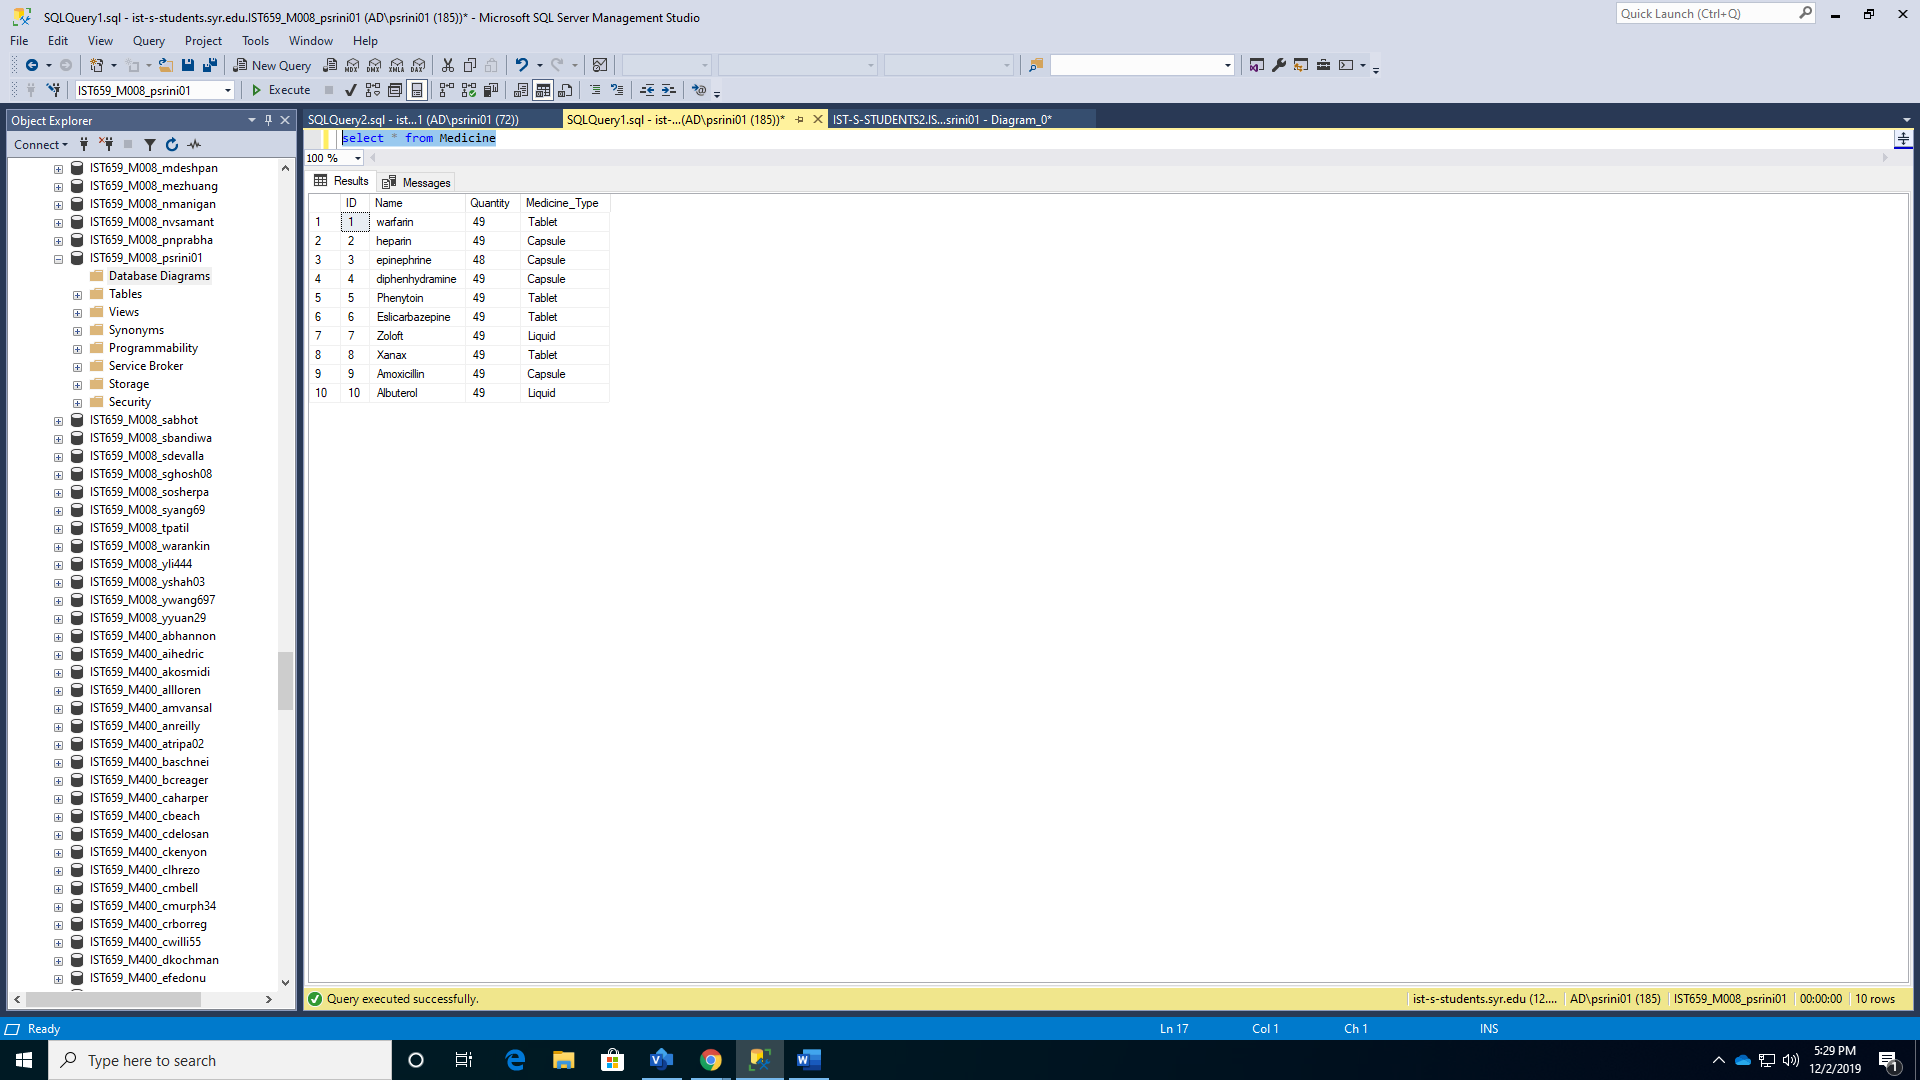 SQLQuery1.sql - ist-s-students.syr.edu.IST659_M008_psrini01 (AD\psrini01 (185))* - Microsoft SQL Server Management Studio
Quick Launch (Ctrl+Q)
File Edit View Query Project Tools Window Help
New Query MDX DMX XMLA DAX
IST659_M008_psrini01 Execute
Object Explorer
Connect
IST659_M008_mdeshpan
IST659_M008_mezhuang
IST659_M008_nmanigan
IST659_M008_nvsamant
IST659_M008_pnprabha
IST659_M008_psrini01
Database Diagrams
Tables
Views
Synonyms
Programmability
Service Broker
Storage
Security
IST659_M008_sabhot
IST659_M008_sbandiwa
IST659_M008_sdevalla
IST659_M008_sghosh08
IST659_M008_sosherpa
IST659_M008_syang69
IST659_M008_tpatil
IST659_M008_warankin
IST659_M008_yli444
IST659_M008_yshah03
IST659_M008_ywang697
IST659_M008_yyuan29
IST659_M400_abhannon
IST659_M400_aihedric
IST659_M400_akosmidi
IST659_M400_allloren
IST659_M400_amvansal
IST659_M400_anreilly
IST659_M400_atripa02
IST659_M400_baschnei
IST659_M400_bcreager
IST659_M400_caharper
IST659_M400_cbeach
IST659_M400_cdelosan
IST659_M400_ckenyon
IST659_M400_clhrezo
IST659_M400_cmbell
IST659_M400_cmurph34
IST659_M400_crborreg
IST659_M400_cwilli55
IST659_M400_dkochman
IST659_M400_efedonu
SQLQuery2.sql - ist...1 (AD\psrini01 (72)) SQLQuery1.sql - ist-...(AD\psrini01 (185))* IST-S-STUDENTS2.IS...srini01 - Diagram_0*
select * from Medicine
100 %
Results Messages
ID Name Quantity Medicine_Type
1 1 warfarin 49 Tablet
2 2 heparin 49 Capsule
3 3 epinephrine 48 Capsule
4 4 diphenhydramine 49 Capsule
5 5 Phenytoin 49 Tablet
6 6 Eslicarbazepine 49 Tablet
7 7 Zoloft 49 Liquid
8 8 Xanax 49 Tablet
9 9 Amoxicillin 49 Capsule
10 10 Albuterol 49 Liquid
Query executed successfully. ist-s-students.syr.edu (12.... AD\psrini01 (185) IST659_M008_psrini01 00:00:00 10 rows
Ready Ln 17 Col 1 Ch 1 INS
Type here to search
5:29 PM
12/2/2019
1